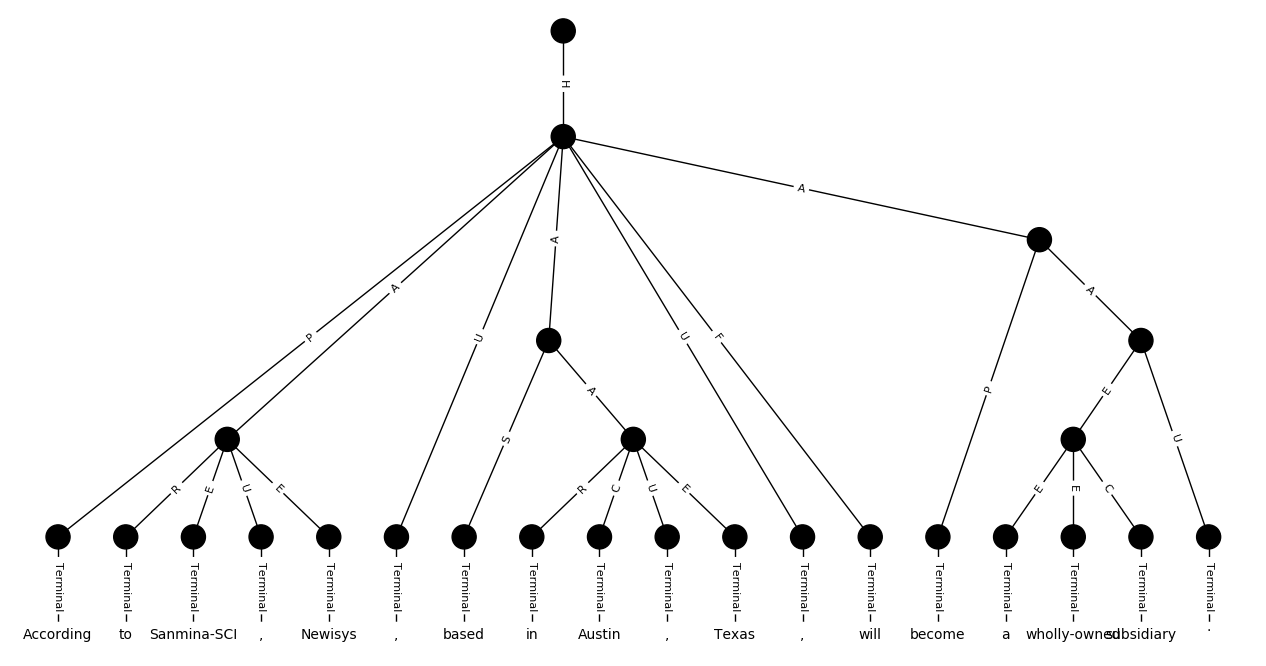 H
A
A
A
P
U
U
F
A
P
A
E
U
S
R
E
U
E
R
C
U
E
E
E
C
Terminal Terminal Terminal Terminal Terminal Terminal Terminal Terminal Terminal Terminal Terminal Terminal Terminal Terminal Terminal Terminal Terminal Terminal
According to Sanmina-SCI , Newisys , based in Austin , Texas , will become a wholly-owned subsidiary .